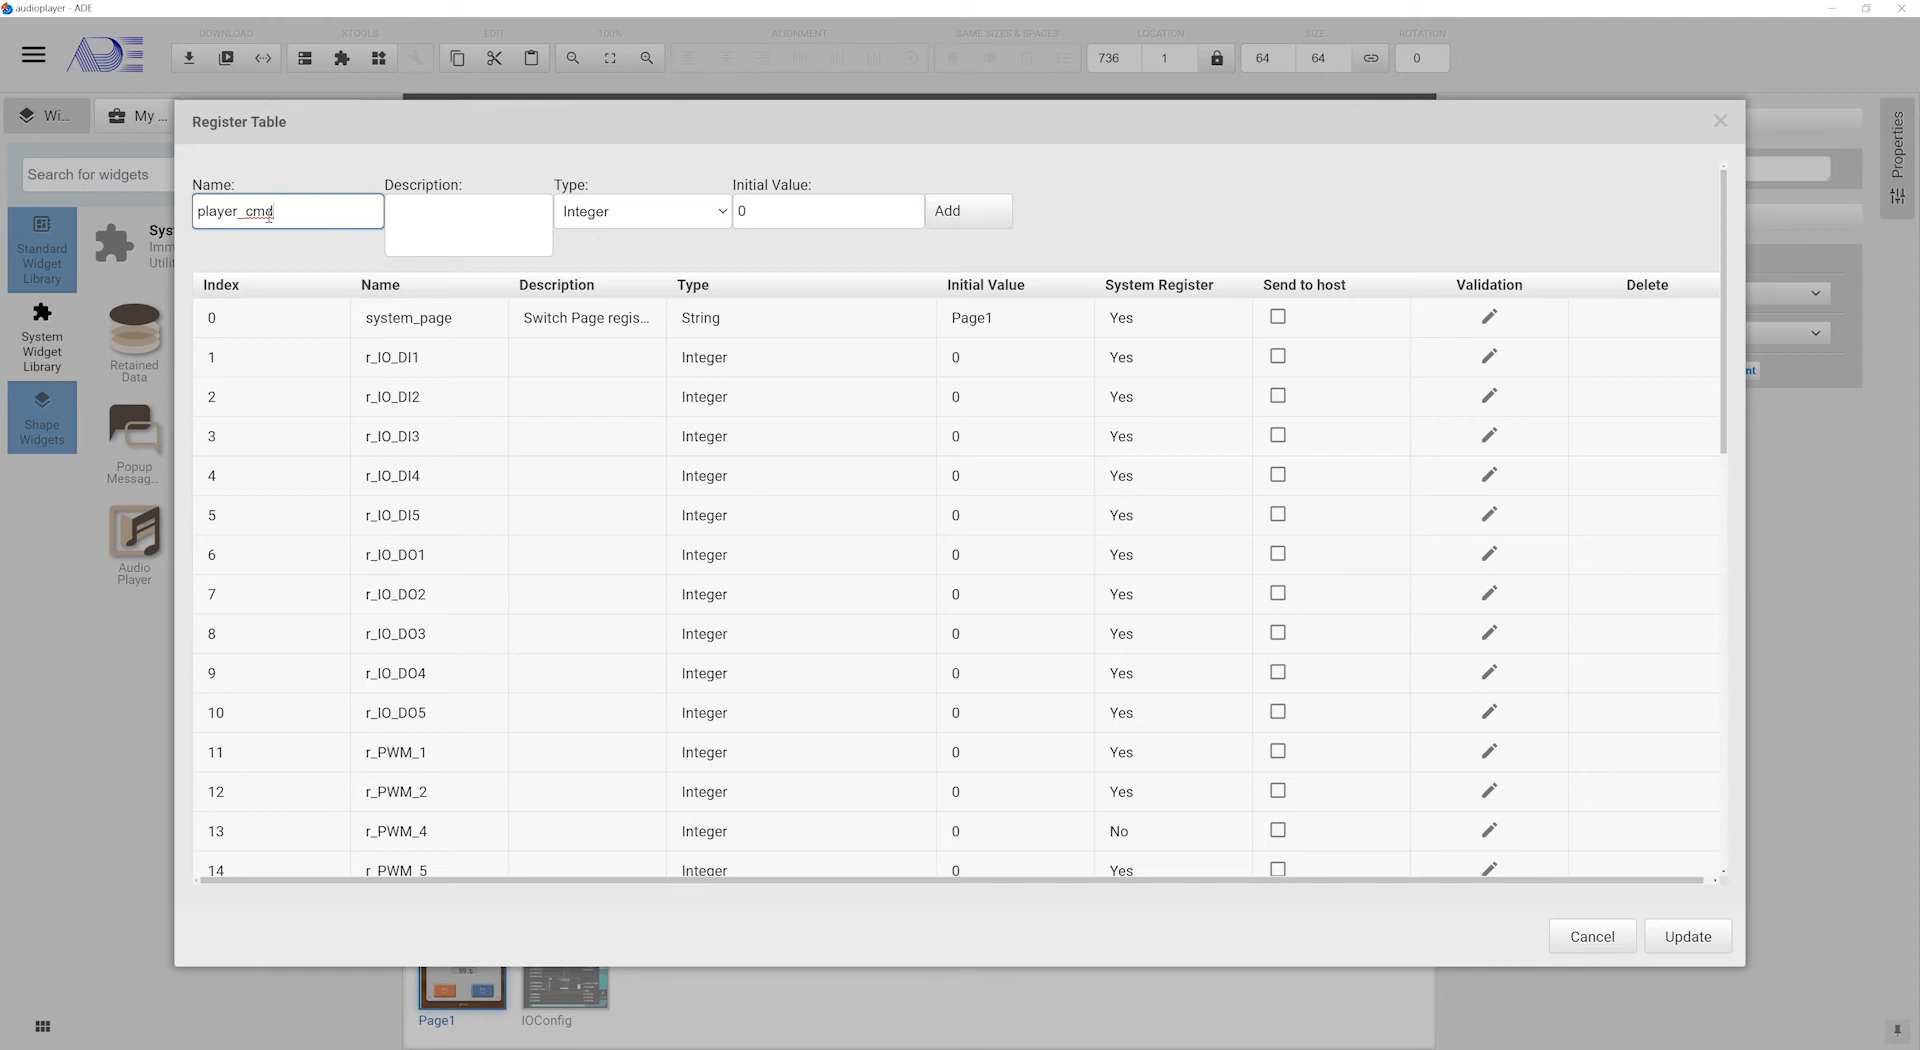 audioplayer - ADE
DOWNLOAD
XTOOLS
EDIT
100%
ALIGNMENT
SAME SIZES & SPACES
LOCATION
SIZE
ROTATION
ADE
736
1
64
64
0
Wi...
My ...
Search for widgets
Standard
Widget
Library
System
Widget
Library
Shape
Widgets
Sys
Imm
Utilit
Retained
Data
Popup
Messag...
Audio
Player
Properties
nt
Register Table
Name:
Description:
Type:
Initial Value:
player_cmd
Integer
0
Add
Index Name Description Type Initial Value System Register Send to host Validation Delete
0 system_page Switch Page regis... String Page1 Yes
1 r_IO_DI1 Integer 0 Yes
2 r_IO_DI2 Integer 0 Yes
3 r_IO_DI3 Integer 0 Yes
4 r_IO_DI4 Integer 0 Yes
5 r_IO_DI5 Integer 0 Yes
6 r_IO_DO1 Integer 0 Yes
7 r_IO_DO2 Integer 0 Yes
8 r_IO_DO3 Integer 0 Yes
9 r_IO_DO4 Integer 0 Yes
10 r_IO_DO5 Integer 0 Yes
11 r_PWM_1 Integer 0 Yes
12 r_PWM_2 Integer 0 Yes
13 r_PWM_4 Integer 0 No
14 r_PWM_5 Integer 0 Yes
Cancel
Update
Page1
IOConfig